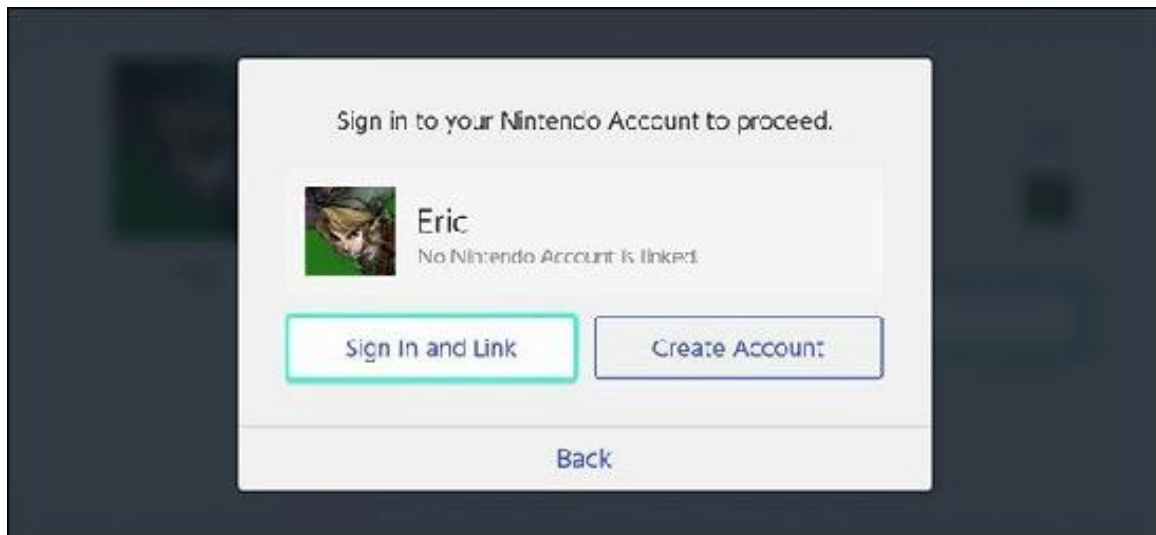 Sign in to your Nintendo Account to proceed.
Eric
No Nintendo Account is linked.
Sign In and Link
Create Account
Back